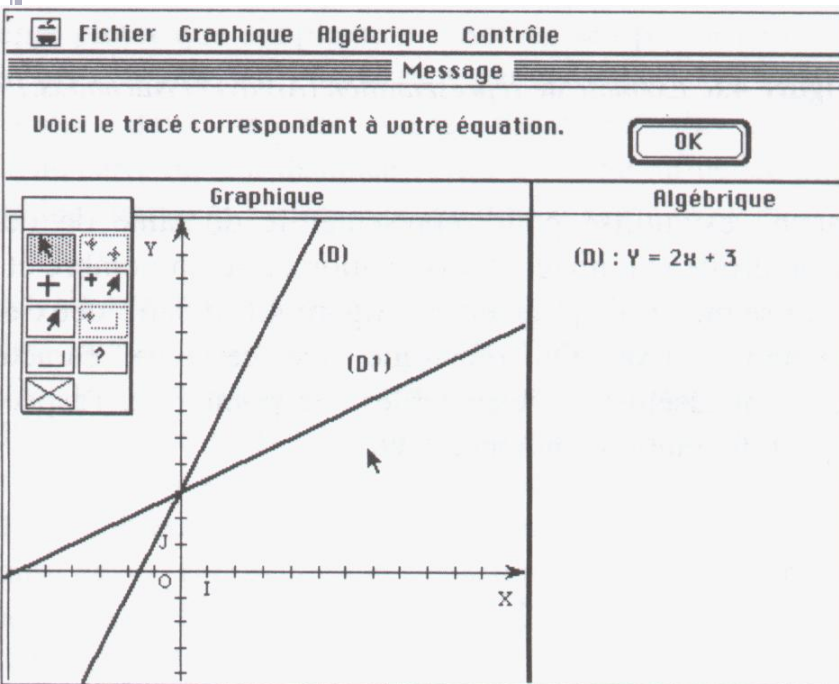 Fichier Graphique Algébrique Contrôle
Message
Voici le tracé correspondant à votre équation.
OK
Graphique
Algébrique
Y
(D)
(D) : Y = 2x + 3
+
+
?
(D1)
J
O
I
X